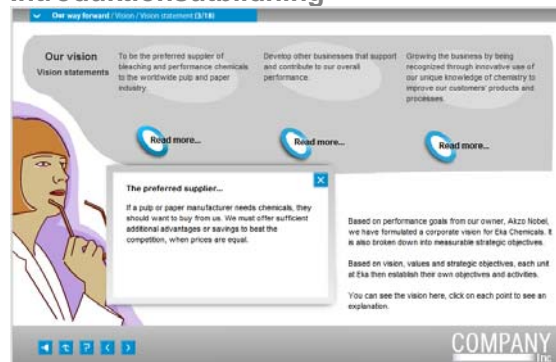 Our way forward / Vision / Vision statement (3/18)
Our vision
Vision statements
To be the preferred supplier of
bleaching and performance chemicals
to the worldwide pulp and paper
industry.
Develop other businesses that support
and contribute to our overall
performance.
Growing the business by being
recognized through innovative use of
our unique knowledge of chemistry to
improve our customers' products and
processes.
Read more...
Read more...
Read more...
The preferred supplier...
If a pulp or paper manufacturer needs chemicals, they
should want to buy from us. We must offer sufficient
additional advantages or savings to beat the
competition, when prices are equal.
Based on performance goals from our owner, Akzo Nobel,
we have formulated a corporate vision for Eka Chemicals. It
is also broken down into measurable strategic objectives.
Based on vision, values and strategic objectives, each unit
at Eka then establish their own objectives and activities.
You can see the vision here, click on each point to see an
explanation.
COMPANY
Inc